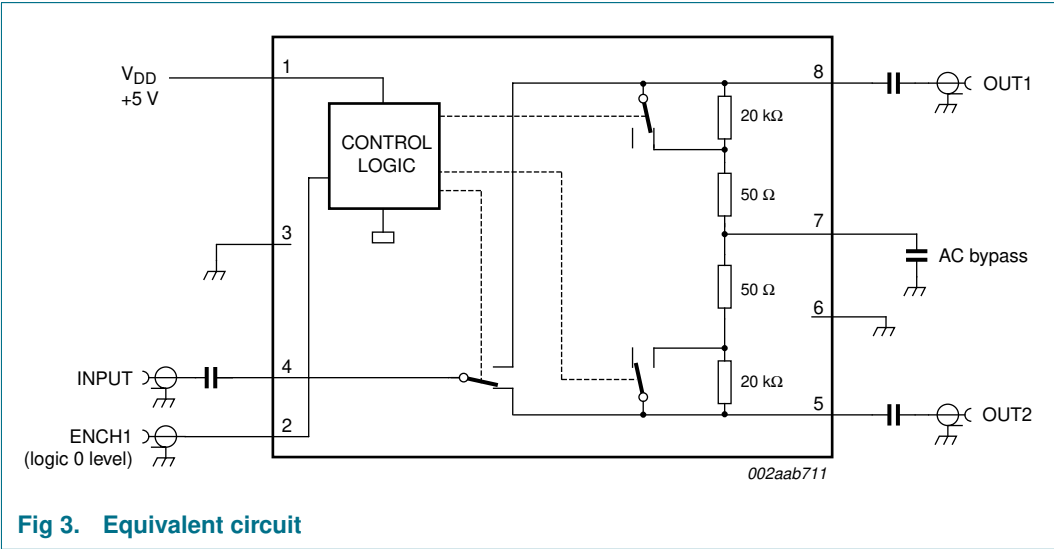 V_DD
+5 V
1
CONTROL
LOGIC
3
INPUT
4
ENCH1
(logic 0 level)
2
8
OUT1
20 kΩ
50 Ω
7
AC bypass
50 Ω
6
20 kΩ
5
OUT2
002aab711
Fig 3. Equivalent circuit